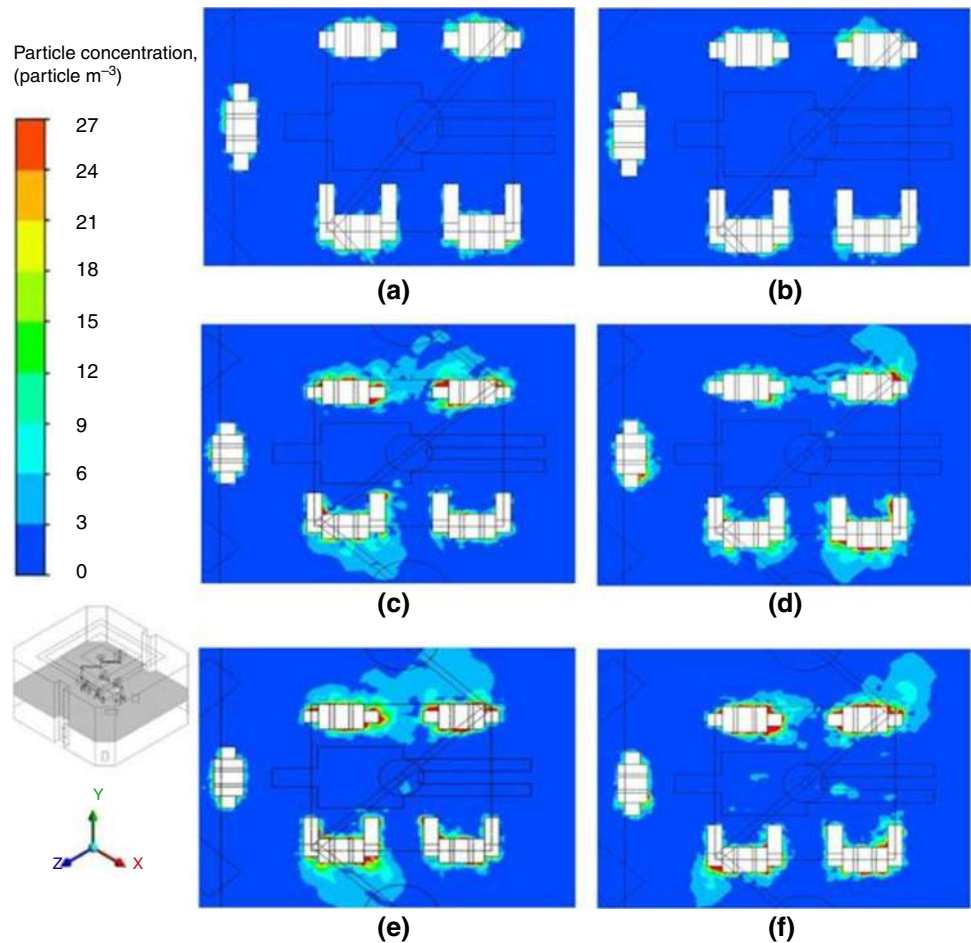 Particle concentration,
(particle m⁻³)
27
24
21
18
15
12
9
6
3
0
Y
Z
X
(a)
(b)
(c)
(d)
(e)
(f)